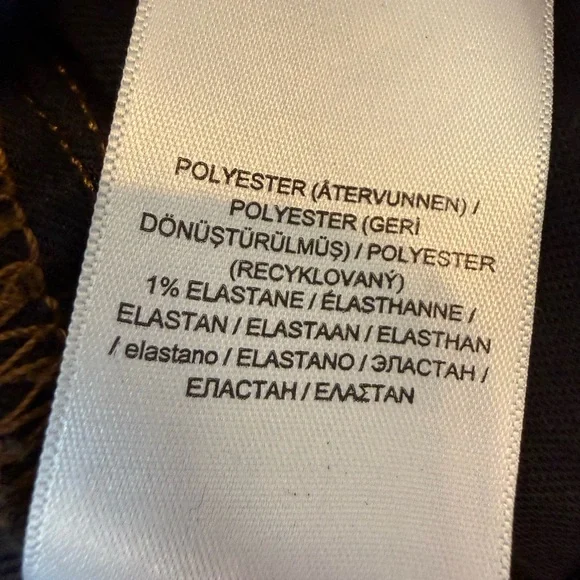 POLYESTER (ÅTERVUNNEN) /
POLYESTER (GERİ
DÖNÜŞTÜRÜLMÜŞ) / POLYESTER
(RECYKLOVANÝ)
1% ELASTANE / ÉLASTHANNE /
ELASTAN / ELASTAAN / ELASTHAN
/ elastano / ELASTANO / ЭЛАСТАН /
ЕЛАСТАН / ΕΛΑΣΤΑΝ